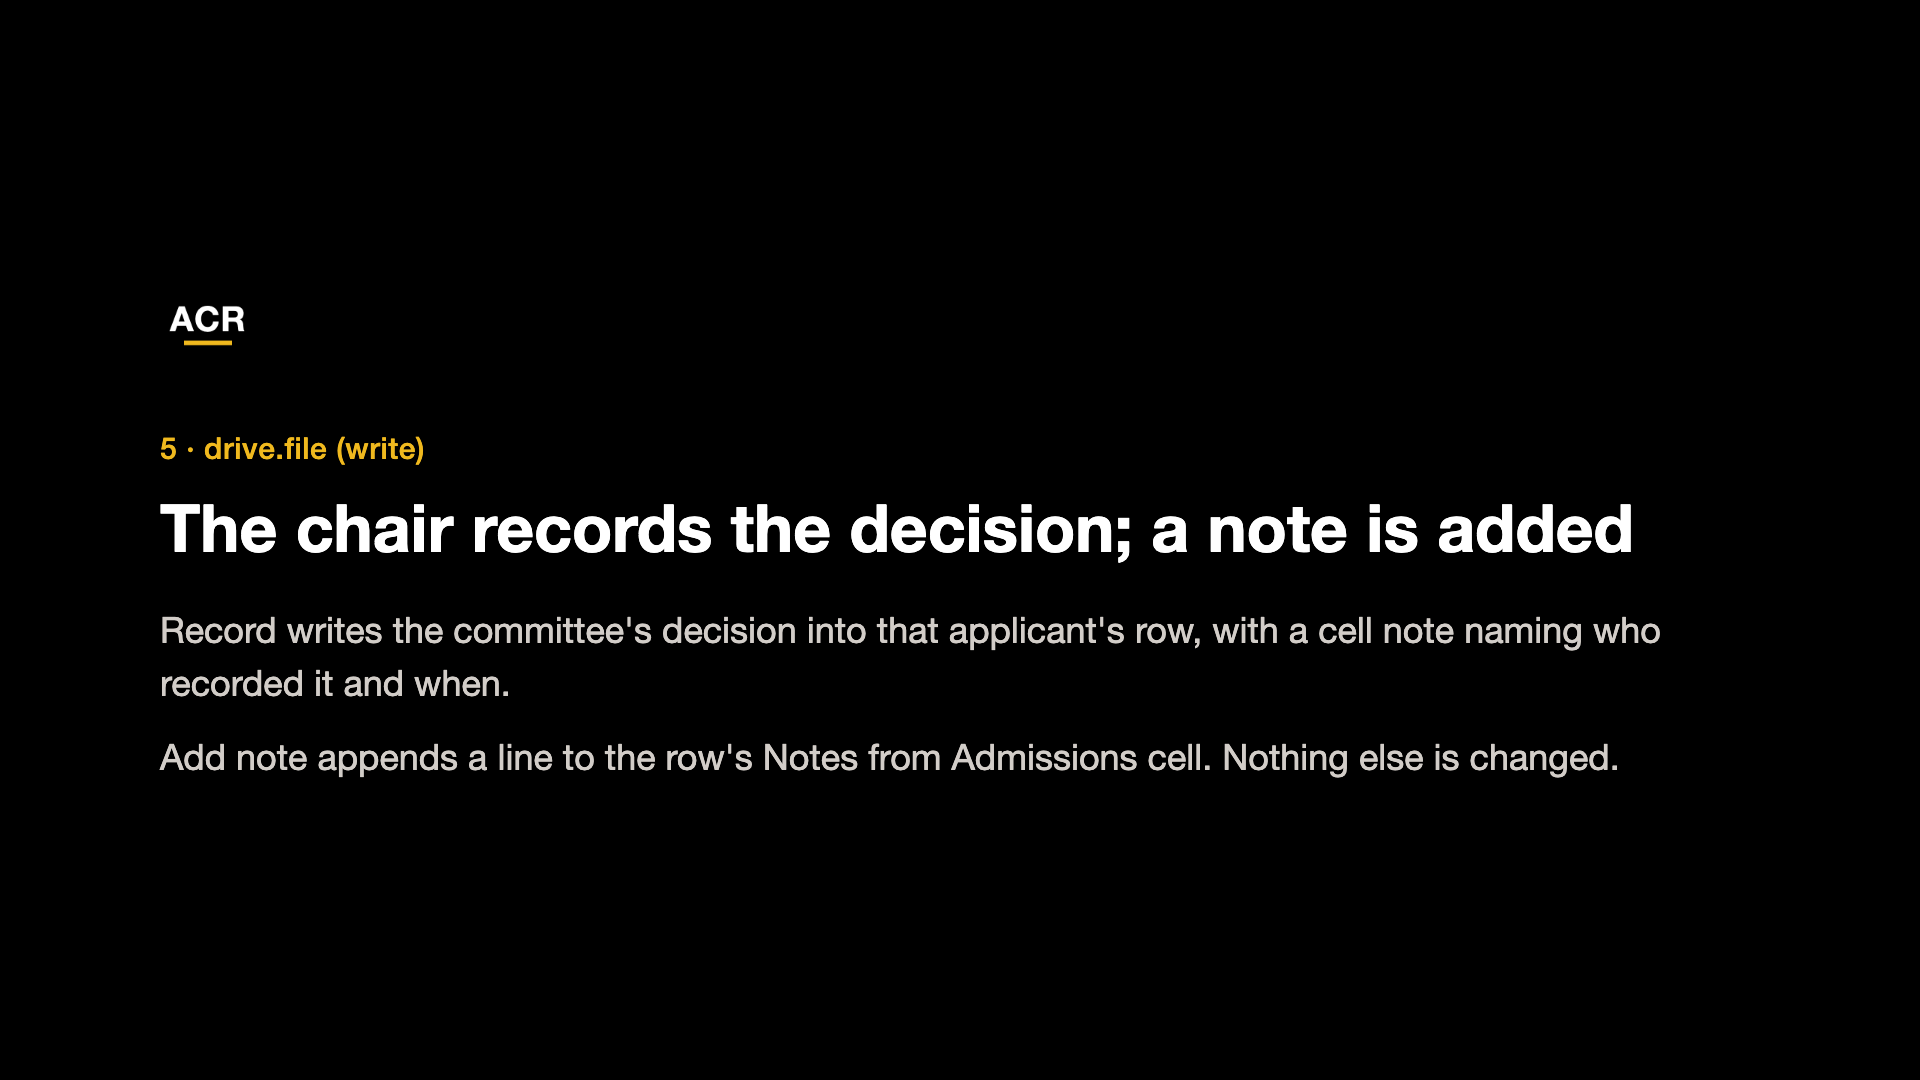 ACR
5 · drive.file (write)
The chair records the decision; a note is added
Record writes the committee's decision into that applicant's row, with a cell note naming who
recorded it and when.
Add note appends a line to the row's Notes from Admissions cell. Nothing else is changed.